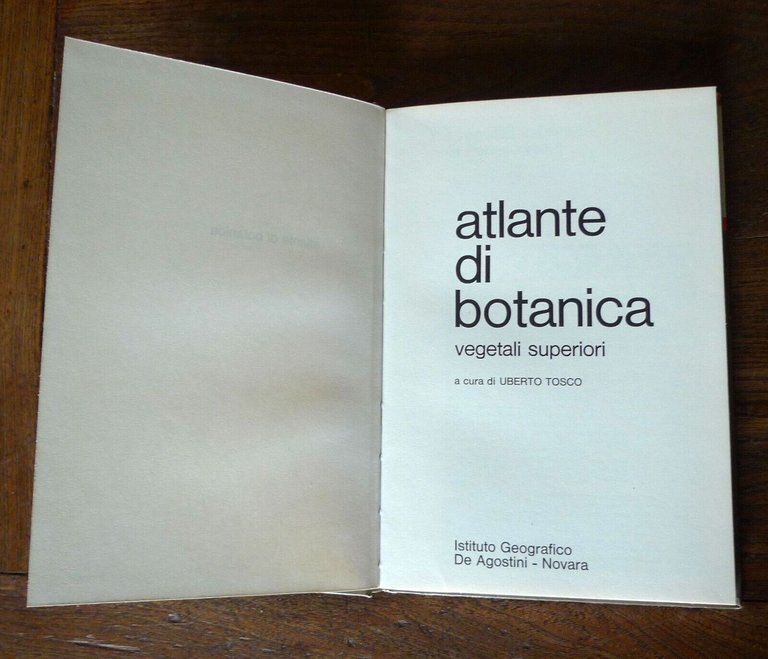 atlante
di
botanica
vegetali superiori
a cura di UBERTO TOSCO
Istituto Geografico
De Agostini - Novara